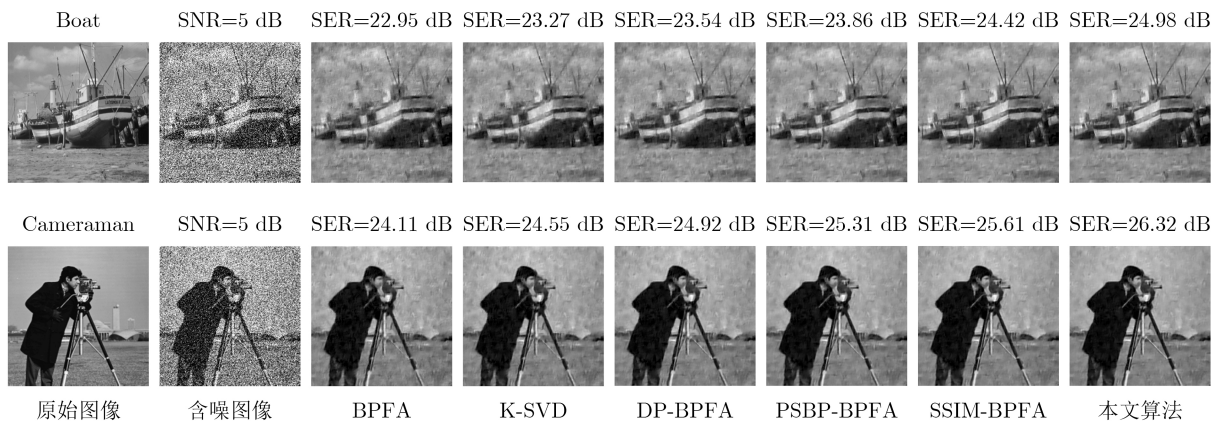 Boat SNR=5 dB SER=22.95 dB SER=23.27 dB SER=23.54 dB SER=23.86 dB SER=24.42 dB SER=24.98 dB
Cameraman SNR=5 dB SER=24.11 dB SER=24.55 dB SER=24.92 dB SER=25.31 dB SER=25.61 dB SER=26.32 dB
原始图像 含噪图像 BPFA K-SVD DP-BPFA PSBP-BPFA SSIM-BPFA 本文算法